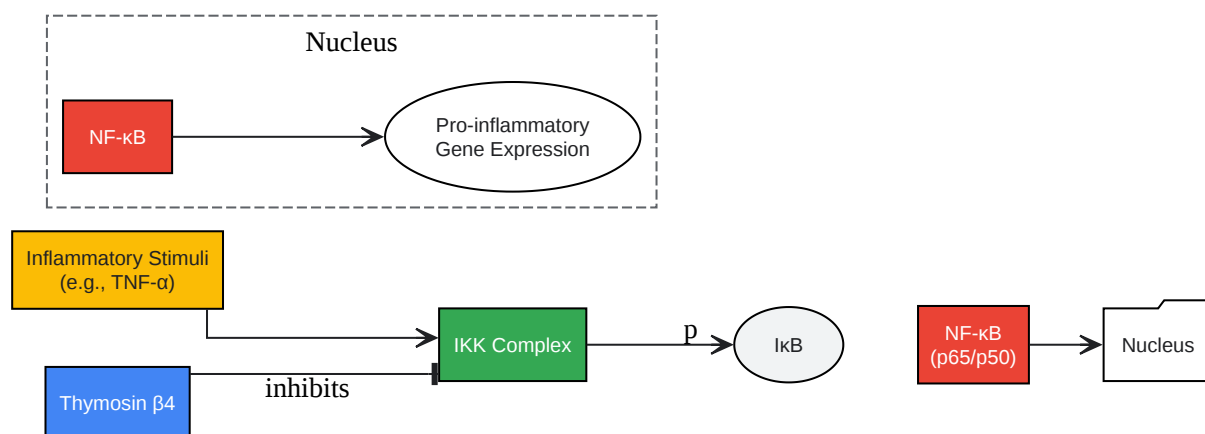 Nucleus
NF-κB
Pro-inflammatory
Gene Expression
Inflammatory Stimuli
(e.g., TNF-α)
IKK Complex
p
IκB
NF-κB
(p65/p50)
Nucleus
Thymosin β4
inhibits